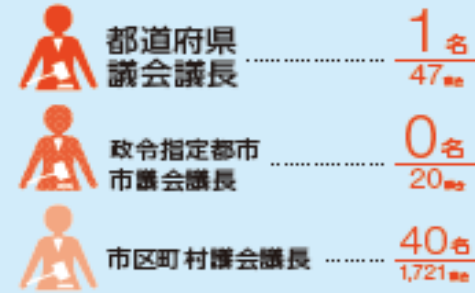 都道府県
議会議長 ……………… 1名
47議会
政令指定都市
市議会議長 ……………… 0名
20議会
市区町村議会議長 ……… 40名
1,721議会